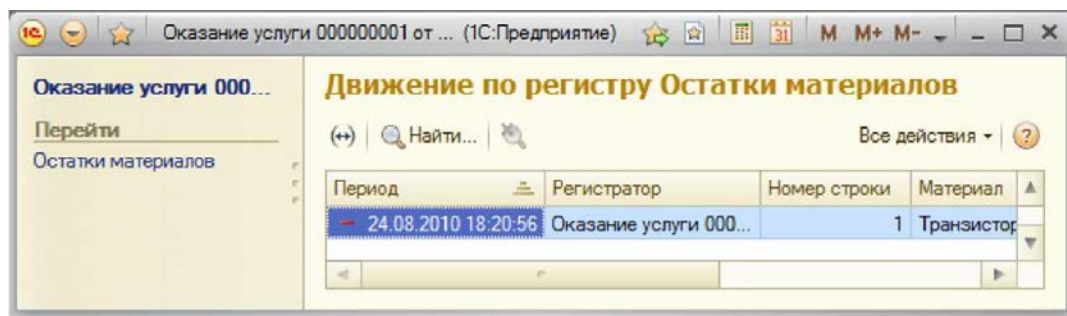 Оказание услуги 000000001 от ... (1С:Предприятие) 31 M M+ M-
Оказание услуги 000...
Перейти
Остатки материалов
Движение по регистру Остатки материалов
Найти... Все действия ?
Период Регистратор Номер строки Материал
24.08.2010 18:20:56 Оказание услуги 000... 1 Транзистор